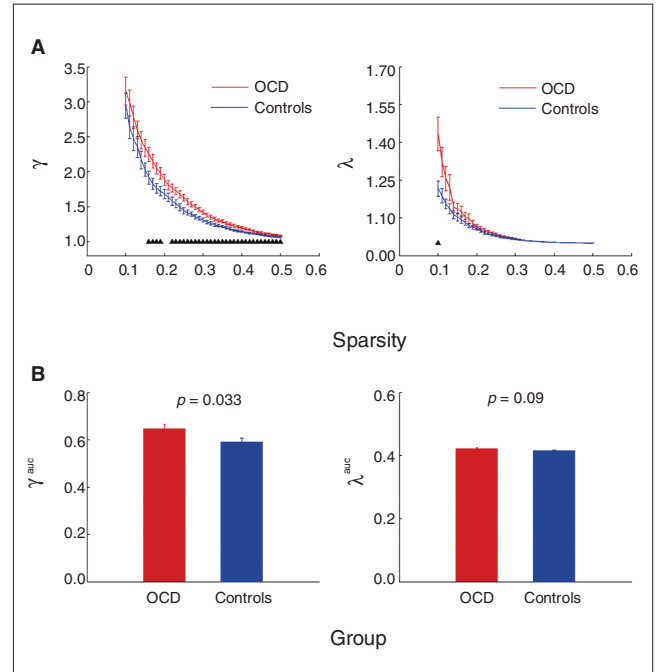 A
3.5
3.0
2.5
2.0
1.5
1.0
γ
OCD
Controls
0 0.1 0.2 0.3 0.4 0.5 0.6
1.70
1.55
1.40
1.25
1.10
0.00
λ
OCD
Controls
0 0.1 0.2 0.3 0.4 0.5 0.6
Sparsity
B
0.8
0.6
0.4
0.2
0.0
γ auc
p = 0.033
OCD Controls
0.6
0.4
0.2
0.0
λ auc
p = 0.09
OCD Controls
Group